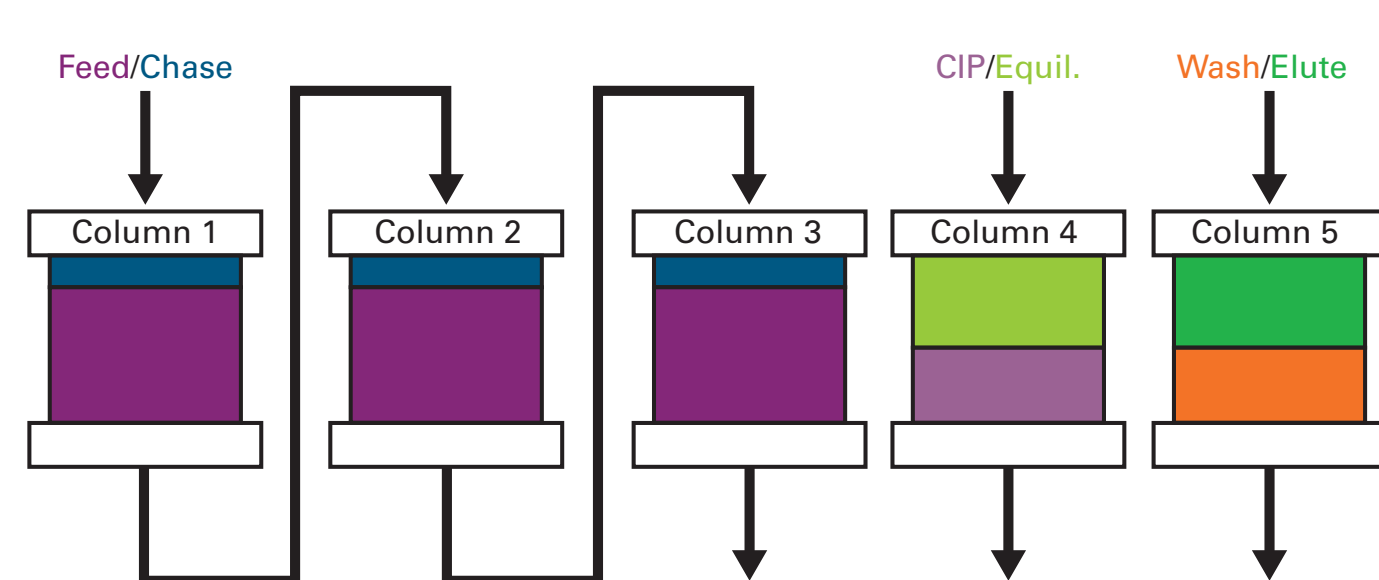 Feed/Chase
CIP/Equil.
Wash/Elute
Column 1
Column 2
Column 3
Column 4
Column 5